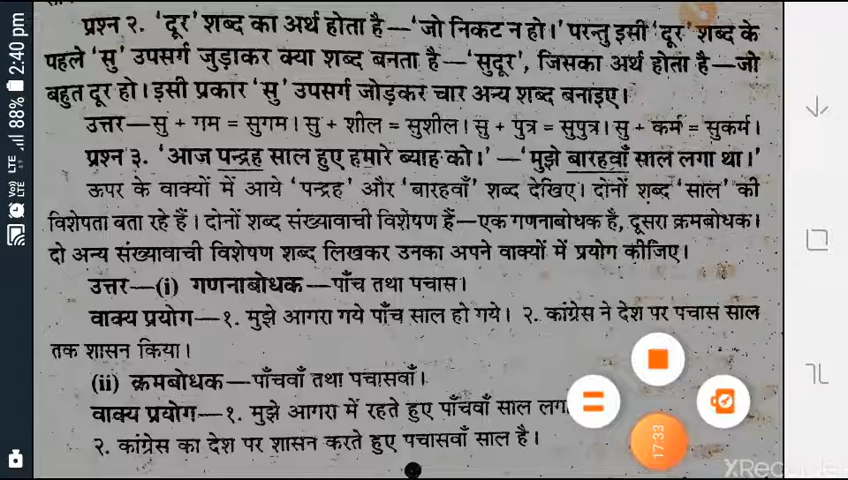 प्रश्न २. 'दूर' शब्द का अर्थ होता है—'जो निकट न हो।' परन्तु इसी 'दूर' शब्द के
पहले 'सु' उपसर्ग जुड़ाकर क्या शब्द बनता है—'सुदूर', जिसका अर्थ होता है—जो
बहुत दूर हो। इसी प्रकार 'सु' उपसर्ग जोड़कर चार अन्य शब्द बनाइए।
उत्तर—सु + गम = सुगम। सु + शील = सुशील। सु + पुत्र = सुपुत्र। सु + कर्म = सुकर्म।
प्रश्न ३. 'आज पन्द्रह साल हुए हमारे ब्याह को।'—'मुझे बारहवाँ साल लगा था।'
ऊपर के वाक्यों में आये 'पन्द्रह' और 'बारहवाँ' शब्द देखिए। दोनों शब्द 'साल' की
विशेषता बता रहे हैं। दोनों शब्द संख्यावाची विशेषण हैं—एक गणनाबोधक है, दूसरा क्रमबोधक।
दो अन्य संख्यावाची विशेषण शब्द लिखकर उनका अपने वाक्यों में प्रयोग कीजिए।
उत्तर—(i) गणनाबोधक—पाँच तथा पचास।
वाक्य प्रयोग—१. मुझे आगरा गये पाँच साल हो गये। २. कांग्रेस ने देश पर पचास साल
तक शासन किया।
(ii) क्रमबोधक—पाँचवाँ तथा पचासवाँ।
वाक्य प्रयोग—१. मुझे आगरा में रहते हुए पाँचवाँ साल लग
२. कांग्रेस का देश पर शासन करते हुए पचासवाँ साल है।
2:40 pm
88%
LTE
LTE
17:33